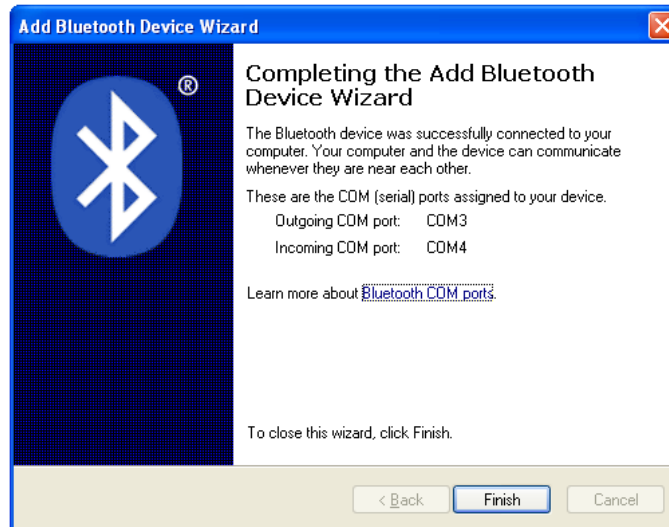 Add Bluetooth Device Wizard
®
Completing the Add Bluetooth
Device Wizard
The Bluetooth device was successfully connected to your
computer. Your computer and the device can communicate
whenever they are near each other.
These are the COM (serial) ports assigned to your device.
Outgoing COM port: COM3
Incoming COM port: COM4
Learn more about Bluetooth COM ports.
To close this wizard, click Finish.
< Back Finish Cancel